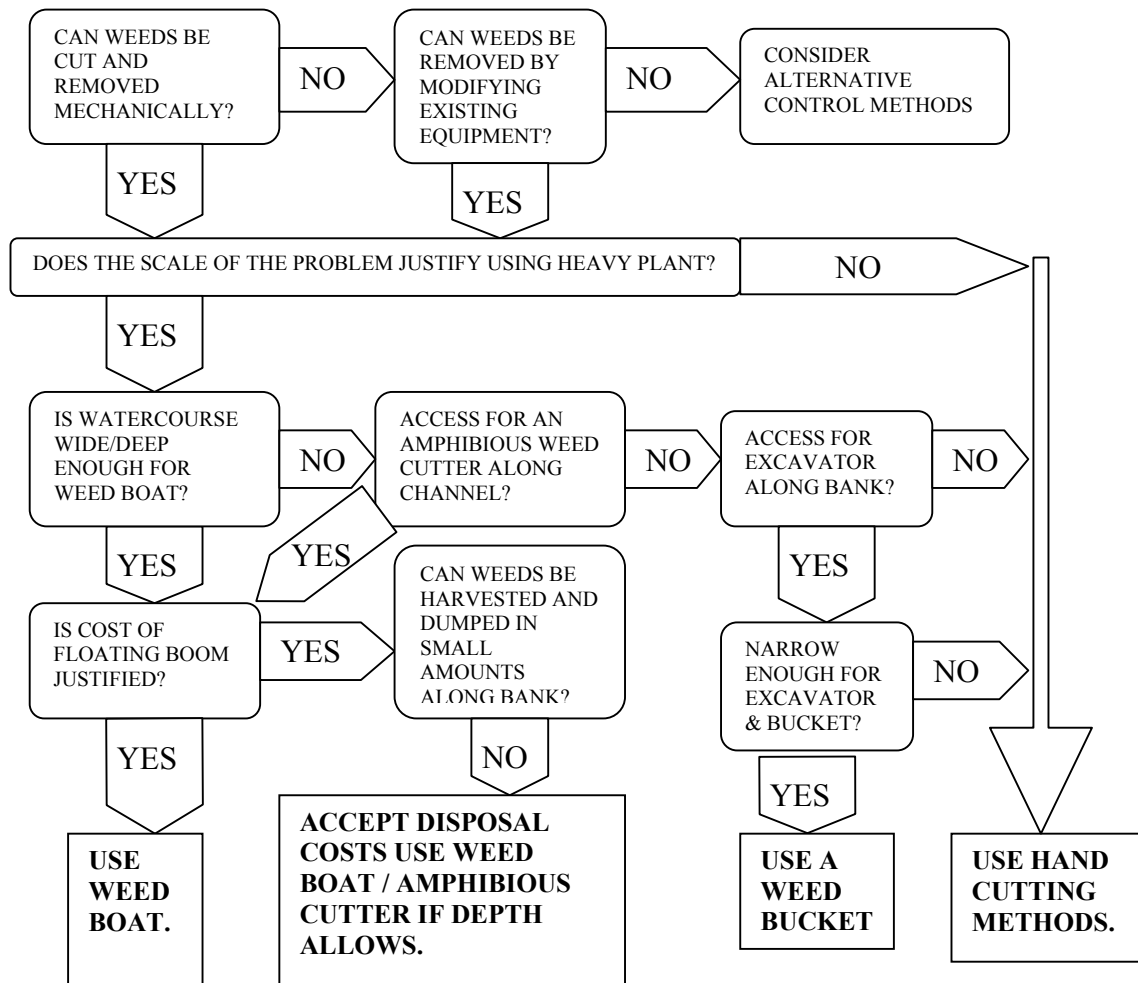 CAN WEEDS BE
CUT AND
REMOVED
MECHANICALLY?
NO
CAN WEEDS BE
REMOVED BY
MODIFYING
EXISTING
EQUIPMENT?
NO
CONSIDER
ALTERNATIVE
CONTROL METHODS
YES
YES
DOES THE SCALE OF THE PROBLEM JUSTIFY USING HEAVY PLANT?
NO
YES
IS WATERCOURSE
WIDE/DEEP
ENOUGH FOR
WEED BOAT?
NO
ACCESS FOR AN
AMPHIBIOUS WEED
CUTTER ALONG
CHANNEL?
NO
ACCESS FOR
EXCAVATOR
ALONG BANK?
NO
YES
YES
YES
IS COST OF
FLOATING BOOM
JUSTIFIED?
YES
CAN WEEDS BE
HARVESTED AND
DUMPED IN
SMALL
AMOUNTS
ALONG BANK?
NARROW
ENOUGH FOR
EXCAVATOR
& BUCKET?
NO
YES
NO
YES
USE
WEED
BOAT.
ACCEPT DISPOSAL
COSTS USE WEED
BOAT / AMPHIBIOUS
CUTTER IF DEPTH
ALLOWS.
USE A
WEED
BUCKET
USE HAND
CUTTING
METHODS.